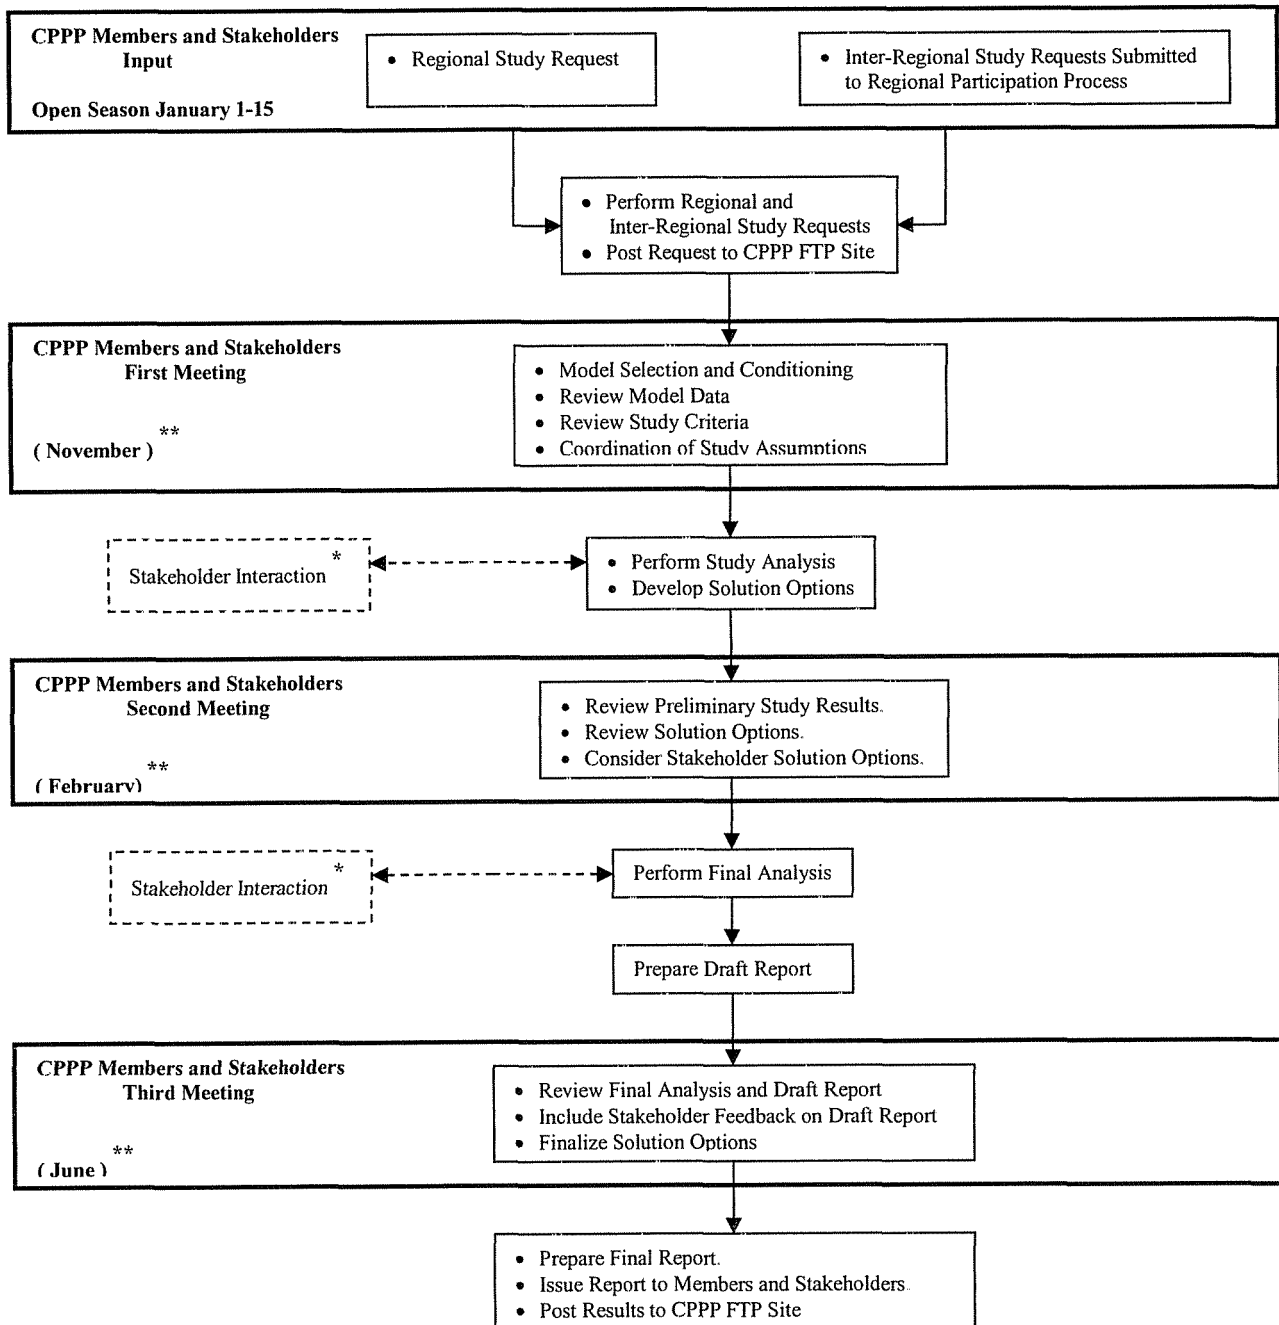 CPPP Members and Stakeholders
Input
Open Season January 1-15
• Regional Study Request
• Inter-Regional Study Requests Submitted
to Regional Participation Process
• Perform Regional and
Inter-Regional Study Requests
• Post Request to CPPP FTP Site
CPPP Members and Stakeholders
First Meeting
( November ) **
• Model Selection and Conditioning
• Review Model Data
• Review Study Criteria
• Coordination of Study Assumptions
Stakeholder Interaction *
• Perform Study Analysis
• Develop Solution Options
CPPP Members and Stakeholders
Second Meeting
( February) **
• Review Preliminary Study Results.
• Review Solution Options.
• Consider Stakeholder Solution Options.
Stakeholder Interaction *
Perform Final Analysis
Prepare Draft Report
CPPP Members and Stakeholders
Third Meeting
( June ) **
• Review Final Analysis and Draft Report
• Include Stakeholder Feedback on Draft Report
• Finalize Solution Options
• Prepare Final Report.
• Issue Report to Members and Stakeholders.
• Post Results to CPPP FTP Site